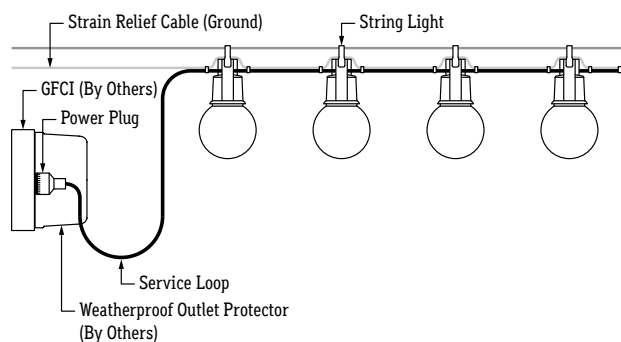 Strain Relief Cable (Ground)
String Light
GFCI (By Others)
Power Plug
Service Loop
Weatherproof Outlet Protector
(By Others)